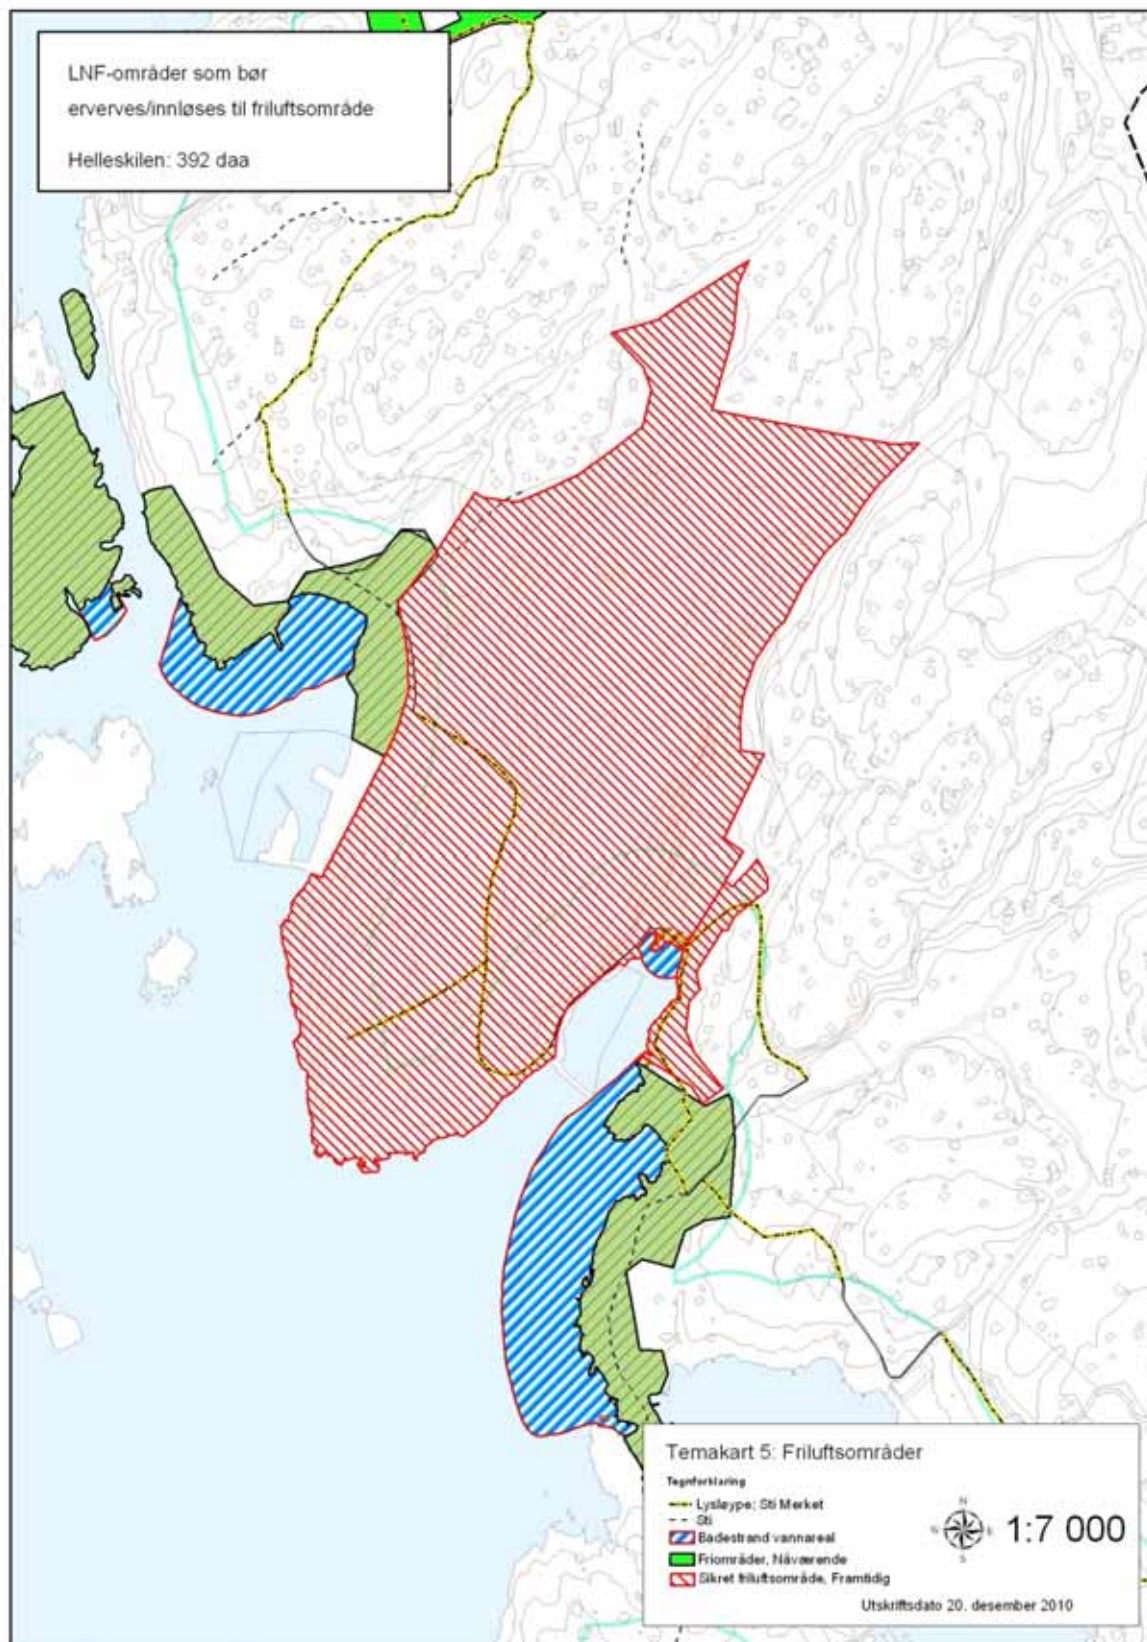 LNF-områder som bør
erverves/innløses til friluftsområde
Helleskilen: 392 daa
Temakart 5: Friluftsområder
Tegnforklaring
Lysløype; Sti Merket
Sti
Badestrand vannareal
Friområder, Nåværende
Sikret friluftsområde, Framtidig
N
S
1:7 000
Utskriftsdato 20. desember 2010